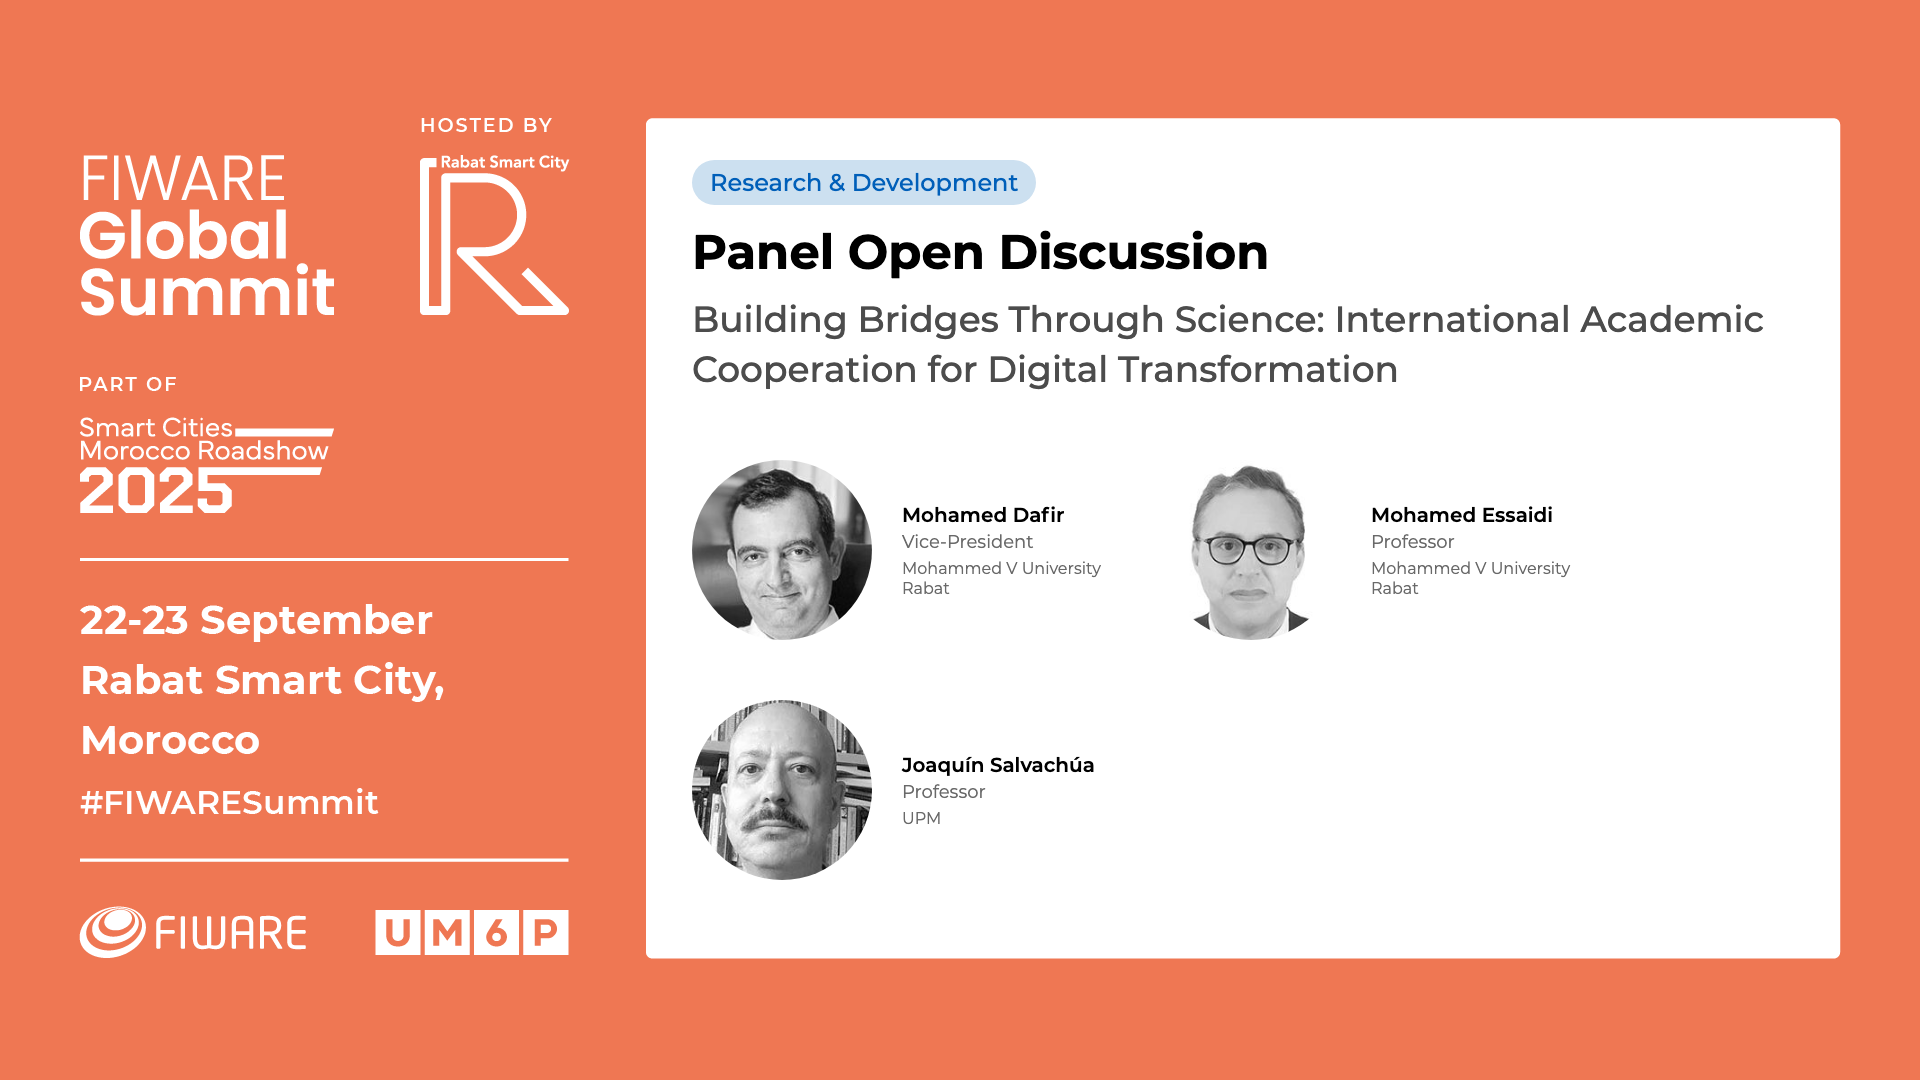 HOSTED BY
FIWARE
Global
Summit
Rabat Smart City
R
PART OF
Smart Cities
Morocco Roadshow
2025
22-23 September
Rabat Smart City,
Morocco
#FIWARESummit
FIWARE
UM6P
Research & Development
Panel Open Discussion
Building Bridges Through Science: International Academic
Cooperation for Digital Transformation
Mohamed Dafir
Vice-President
Mohammed V University
Rabat
Mohamed Essaidi
Professor
Mohammed V University
Rabat
Joaquín Salvachúa
Professor
UPM